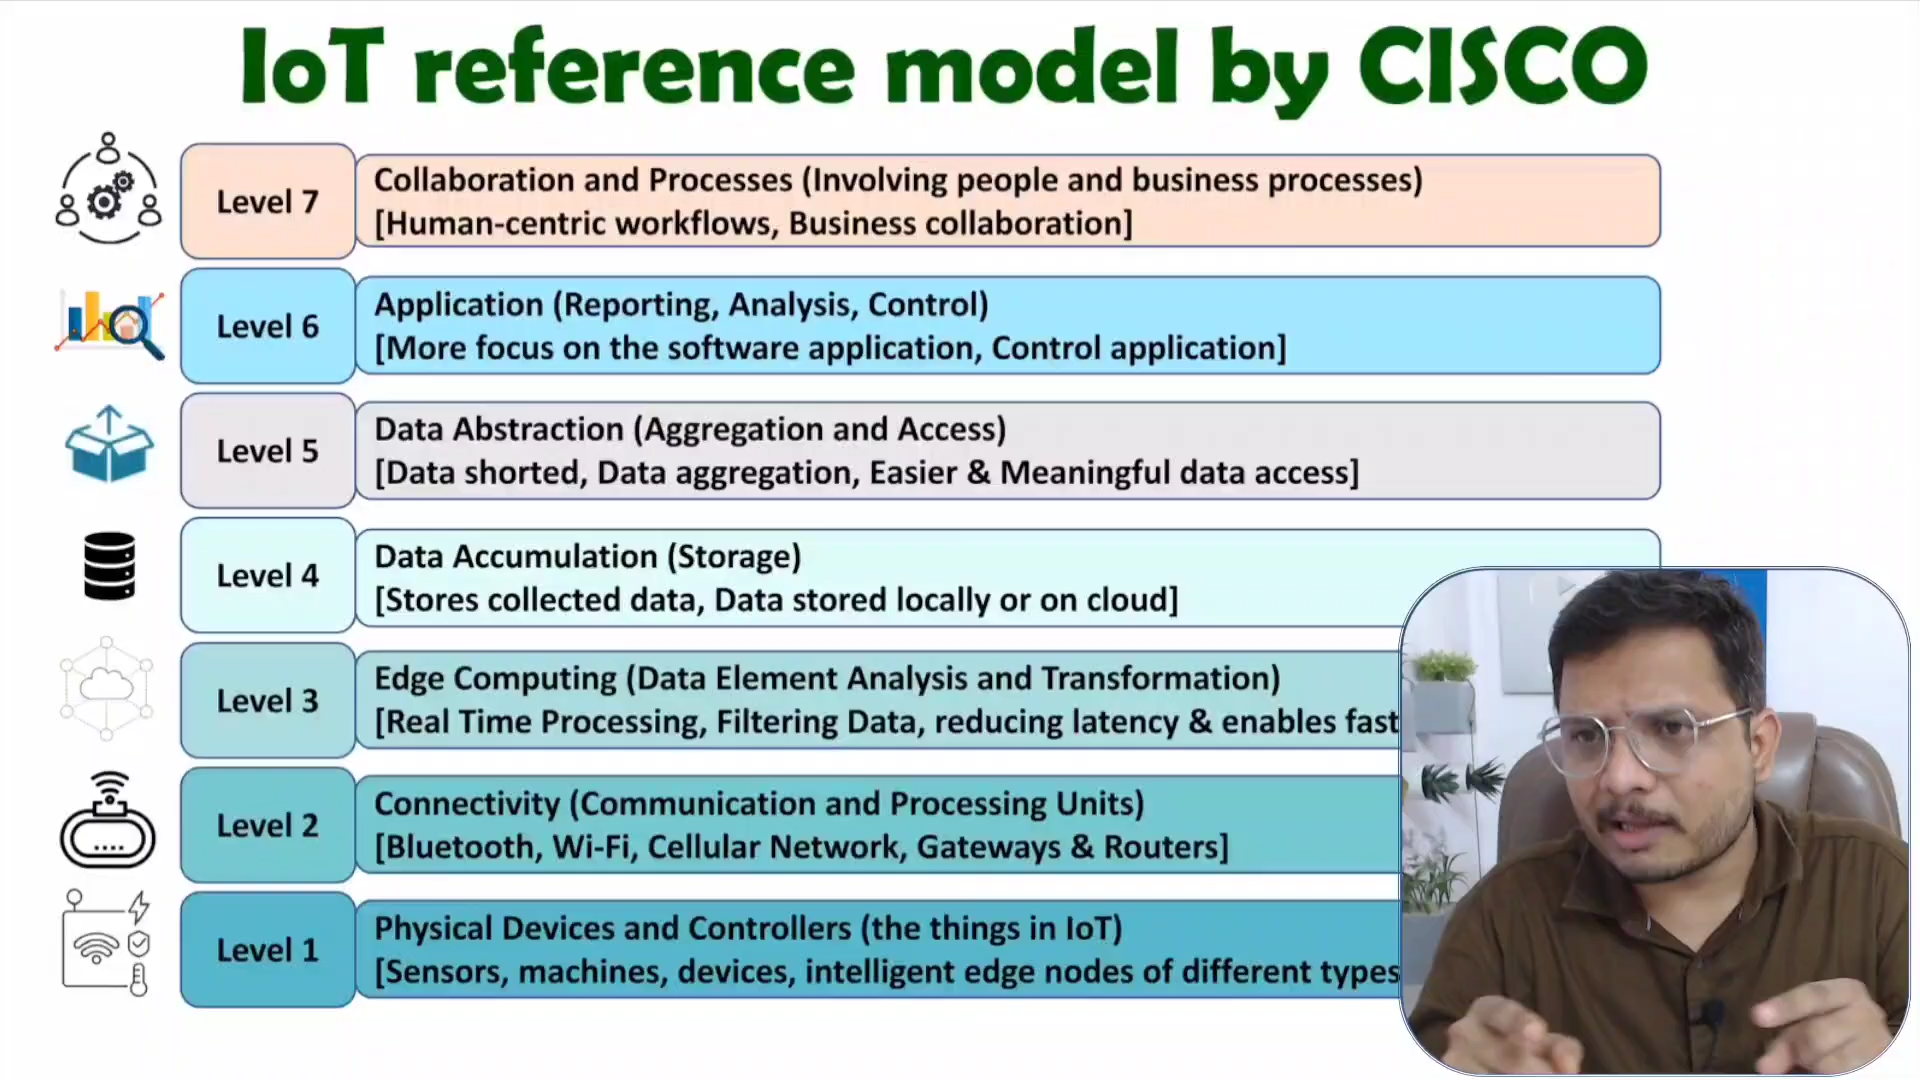 IoT reference model by CISCO
Level 7
Collaboration and Processes (Involving people and business processes)
[Human-centric workflows, Business collaboration]
Level 6
Application (Reporting, Analysis, Control)
[More focus on the software application, Control application]
Level 5
Data Abstraction (Aggregation and Access)
[Data shorted, Data aggregation, Easier & Meaningful data access]
Level 4
Data Accumulation (Storage)
[Stores collected data, Data stored locally or on cloud]
Level 3
Edge Computing (Data Element Analysis and Transformation)
[Real Time Processing, Filtering Data, reducing latency & enables fast
Level 2
Connectivity (Communication and Processing Units)
[Bluetooth, Wi-Fi, Cellular Network, Gateways & Routers]
Level 1
Physical Devices and Controllers (the things in IoT)
[Sensors, machines, devices, intelligent edge nodes of different types